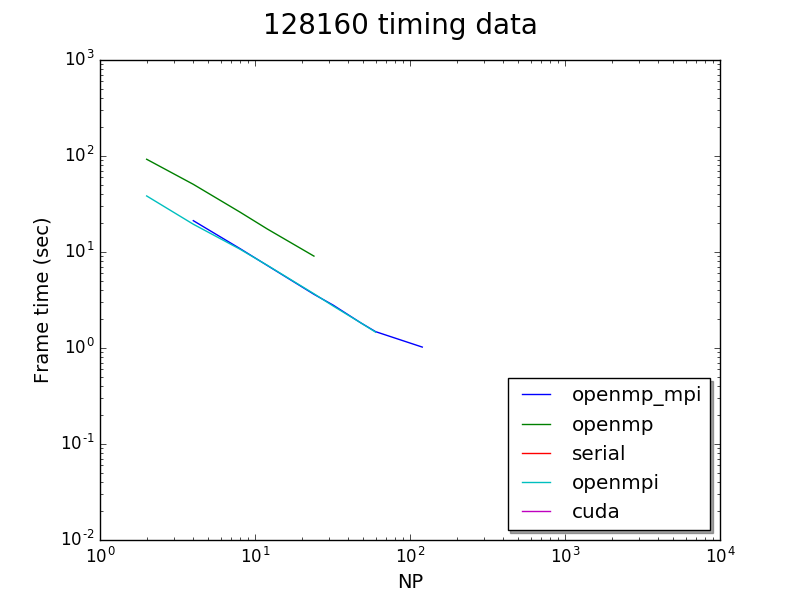 128160 timing data
10^3
10^2
10^1
10^0
10^-1
10^-2
Frame time (sec)
openmp_mpi
openmp
serial
openmpi
cuda
10^0 10^1 10^2 10^3 10^4
NP